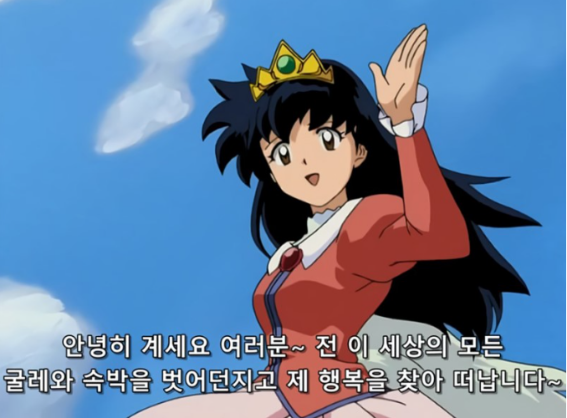 안녕히 계세요 여러분~ 전 이 세상의 모든
굴레와 속박을 벗어던지고 제 행복을 찾아 떠납니다~